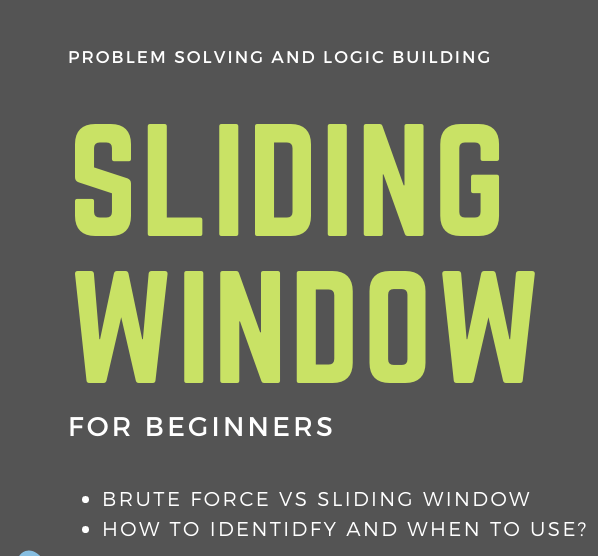 PROBLEM SOLVING AND LOGIC BUILDING
SLIDING
WINDOW
FOR BEGINNERS
• BRUTE FORCE VS SLIDING WINDOW
• HOW TO IDENTIDFY AND WHEN TO USE?